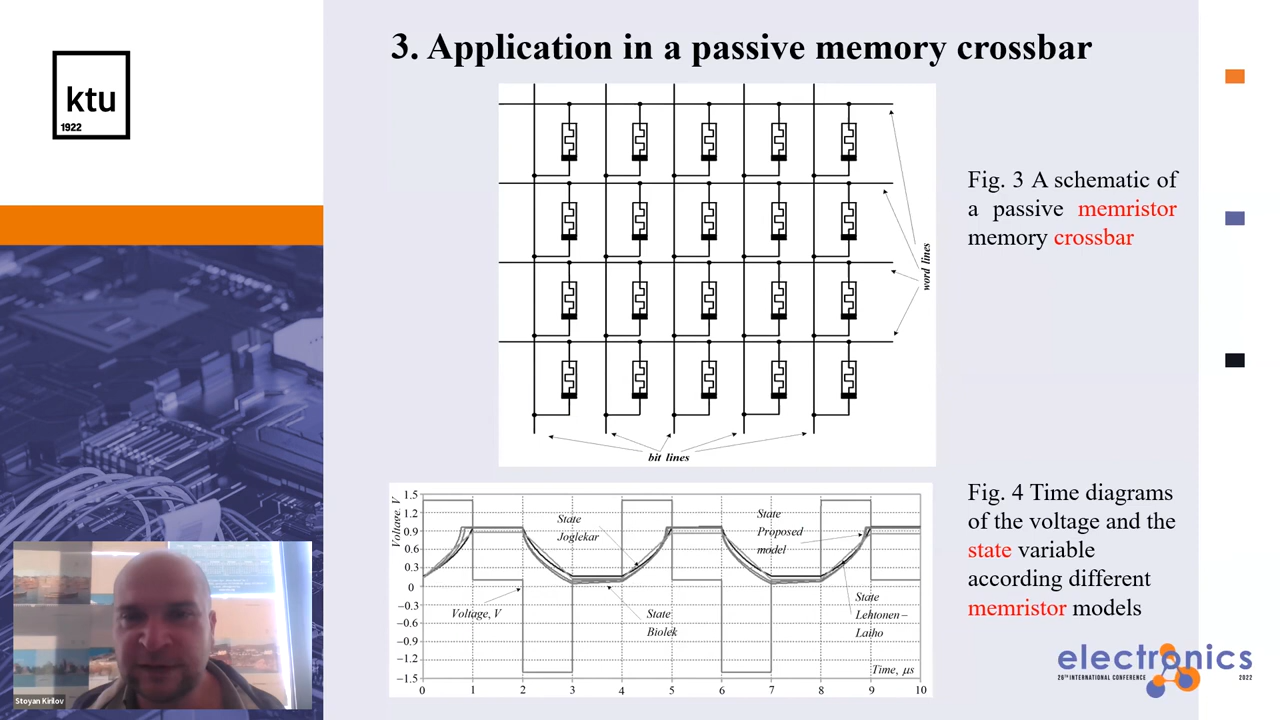 3. Application in a passive memory crossbar
ktu
1922
word lines
bit lines
Fig. 3 A schematic of
a passive memristor
memory crossbar
Voltage, V
1.5
1.2
0.9
0.6
0.3
0
−0.3
−0.6
−0.9
−1.2
−1.5
State
Joglekar
State
Proposed
model
Voltage, V
State
Biolek
State
Lehtonen−
Laiho
Time, μs
0 1 2 3 4 5 6 7 8 9 10
Fig. 4 Time diagrams
of the voltage and the
state variable
according different
memristor models
Stoyan Kirilov
electronics
26TH INTERNATIONAL CONFERENCE 2022